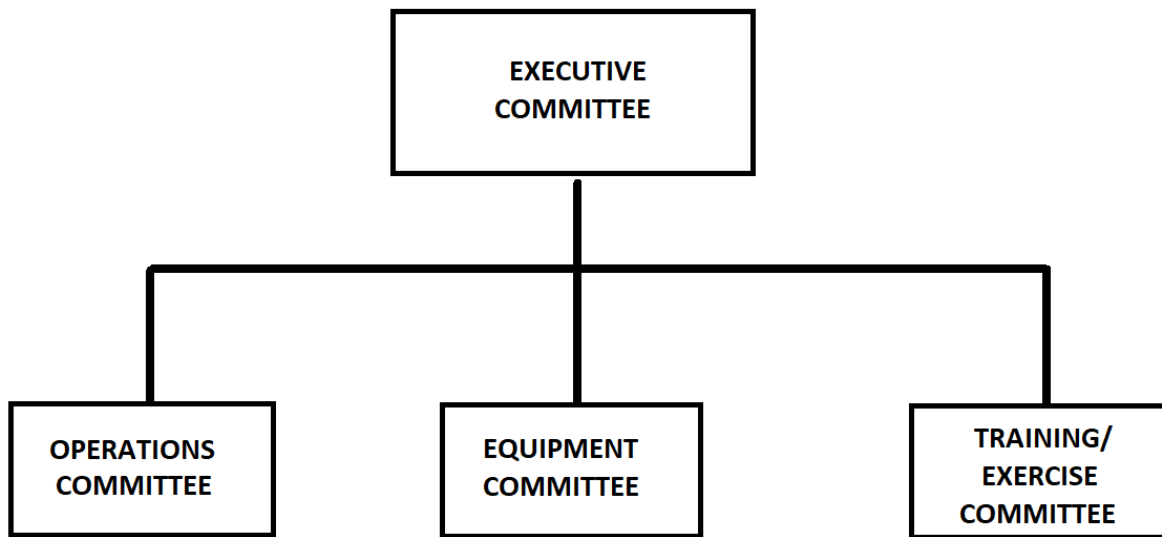 EXECUTIVE
COMMITTEE
OPERATIONS
COMMITTEE
EQUIPMENT
COMMITTEE
TRAINING/
EXERCISE
COMMITTEE